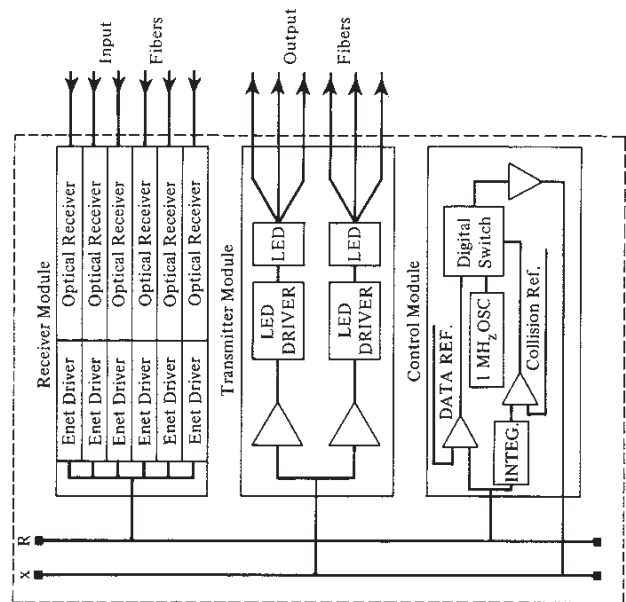 Input
Fibers
Output
Fibers
Receiver Module
Optical Receiver
Optical Receiver
Optical Receiver
Optical Receiver
Optical Receiver
Optical Receiver
Enet Driver
Enet Driver
Enet Driver
Enet Driver
Enet Driver
Enet Driver
Transmitter Module
LED
LED
LED
DRIVER
LED
DRIVER
Control Module
Digital
Switch
DATA REF.
1 MHz OSC
Collision Ref.
INTEG.
R
X